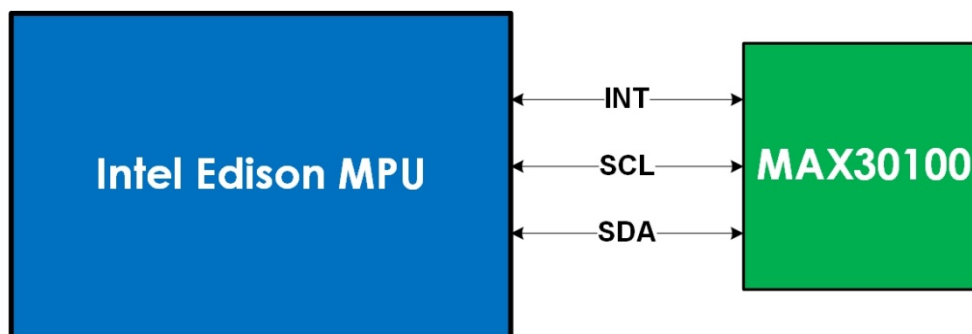 Intel Edison MPU
INT
SCL
SDA
MAX30100